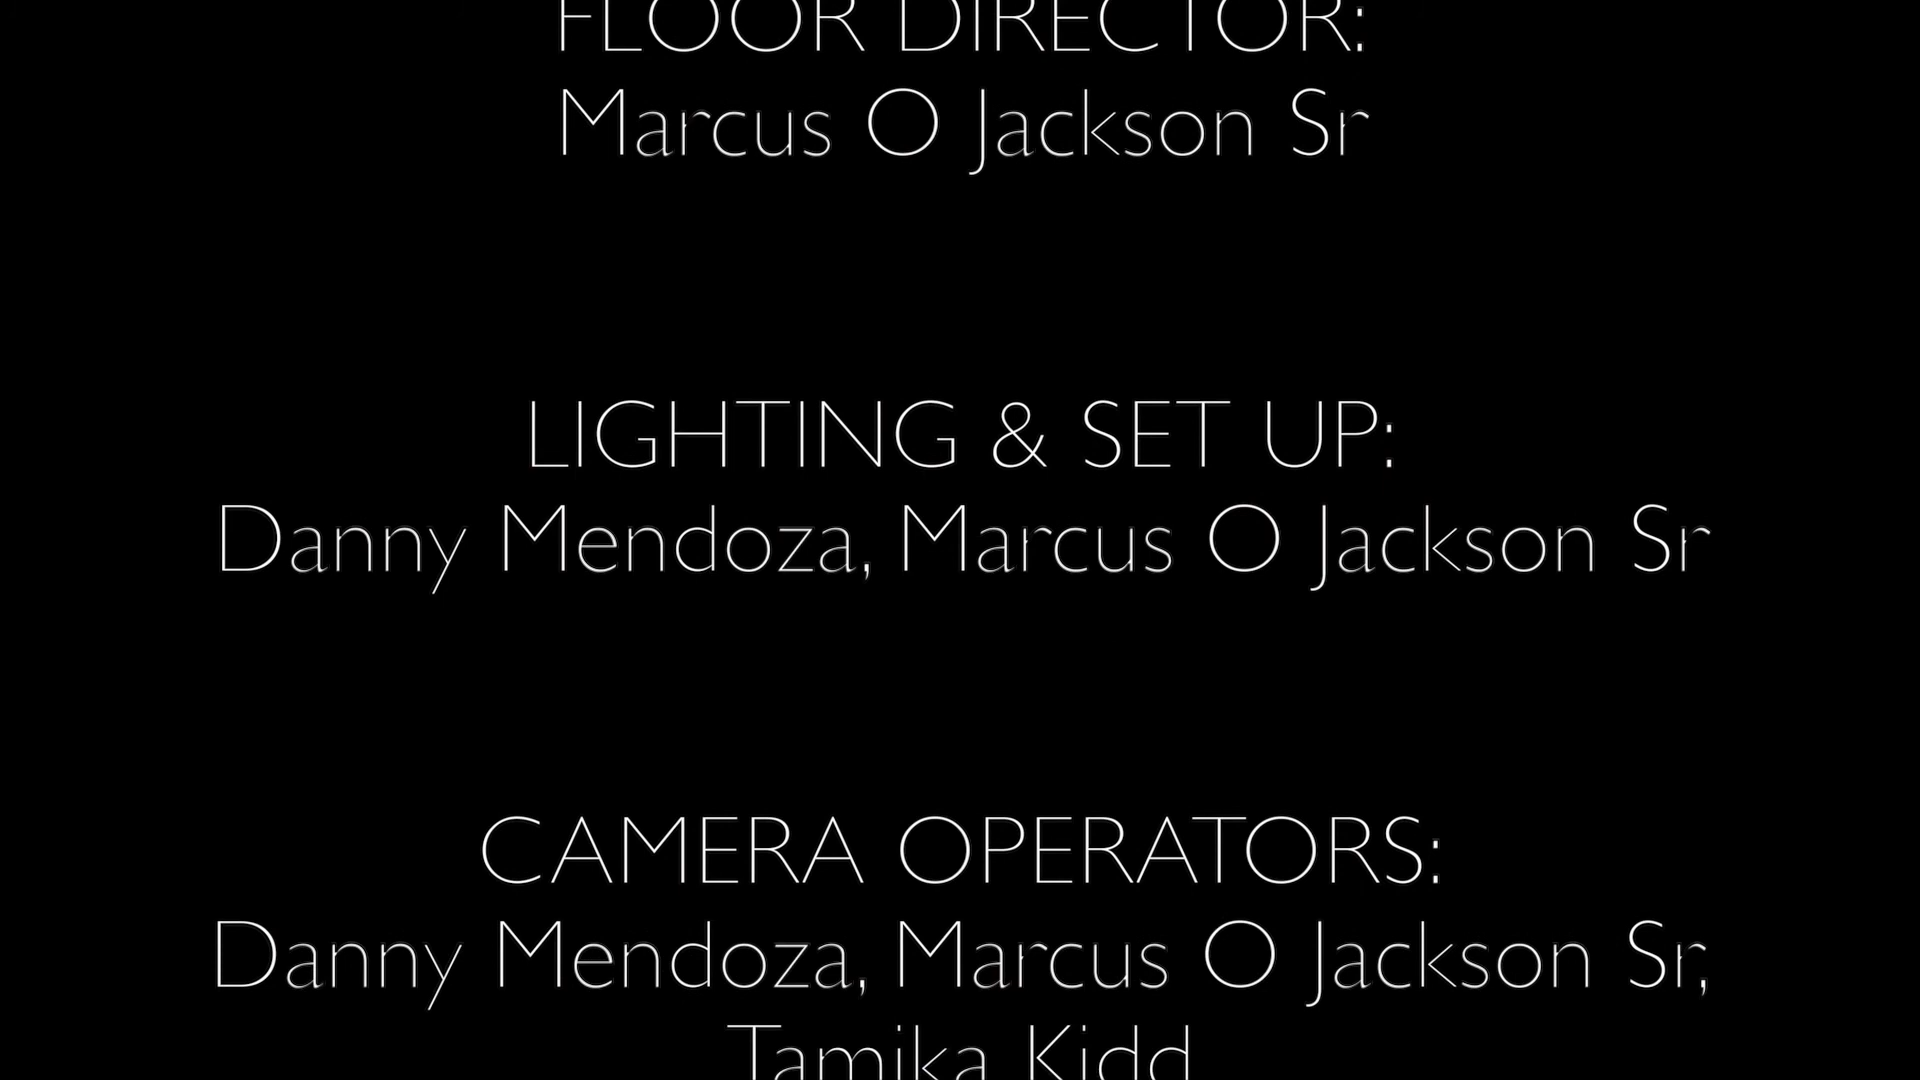 FLOOR DIRECTOR:
Marcus O Jackson Sr
LIGHTING & SET UP:
Danny Mendoza, Marcus O Jackson Sr
CAMERA OPERATORS:
Danny Mendoza, Marcus O Jackson Sr,
Tamika Kidd